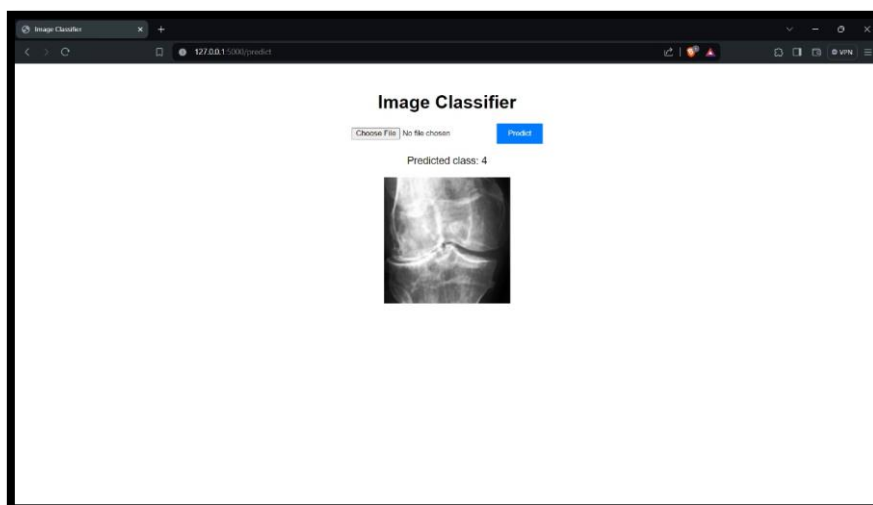 Image Classifier
127.0.0.1:5000/predict
VPN
Image Classifier
Choose File No file chosen
Predict
Predicted class: 4